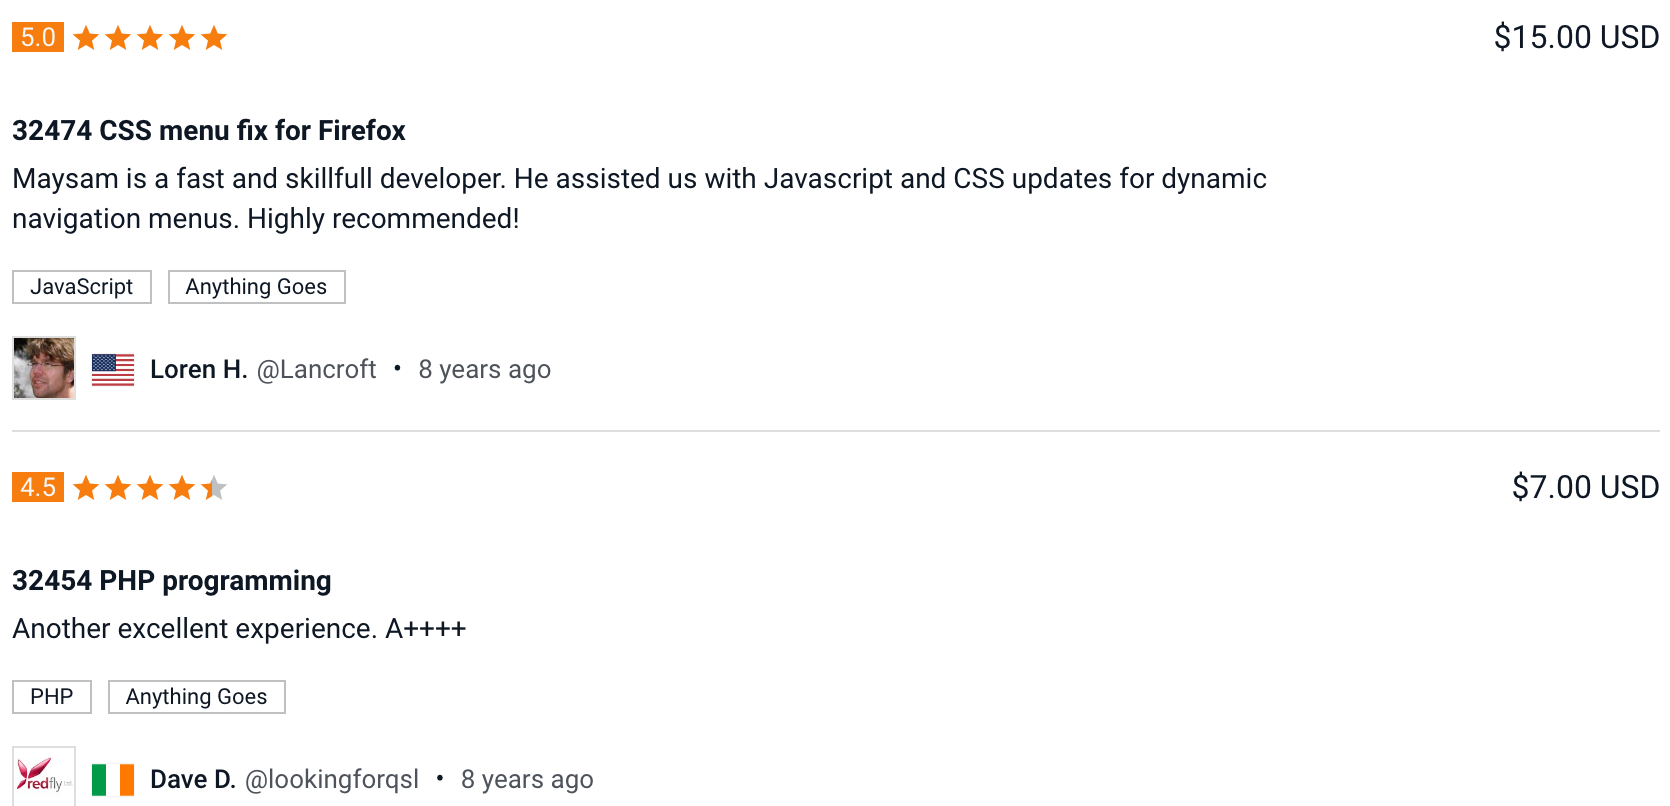 5.0 $15.00 USD
32474 CSS menu fix for Firefox
Maysam is a fast and skillfull developer. He assisted us with Javascript and CSS updates for dynamic
navigation menus. Highly recommended!
JavaScript Anything Goes
Loren H. @Lancroft • 8 years ago
4.5 $7.00 USD
32454 PHP programming
Another excellent experience. A++++
PHP Anything Goes
redfly
Dave D. @lookingforqsl • 8 years ago